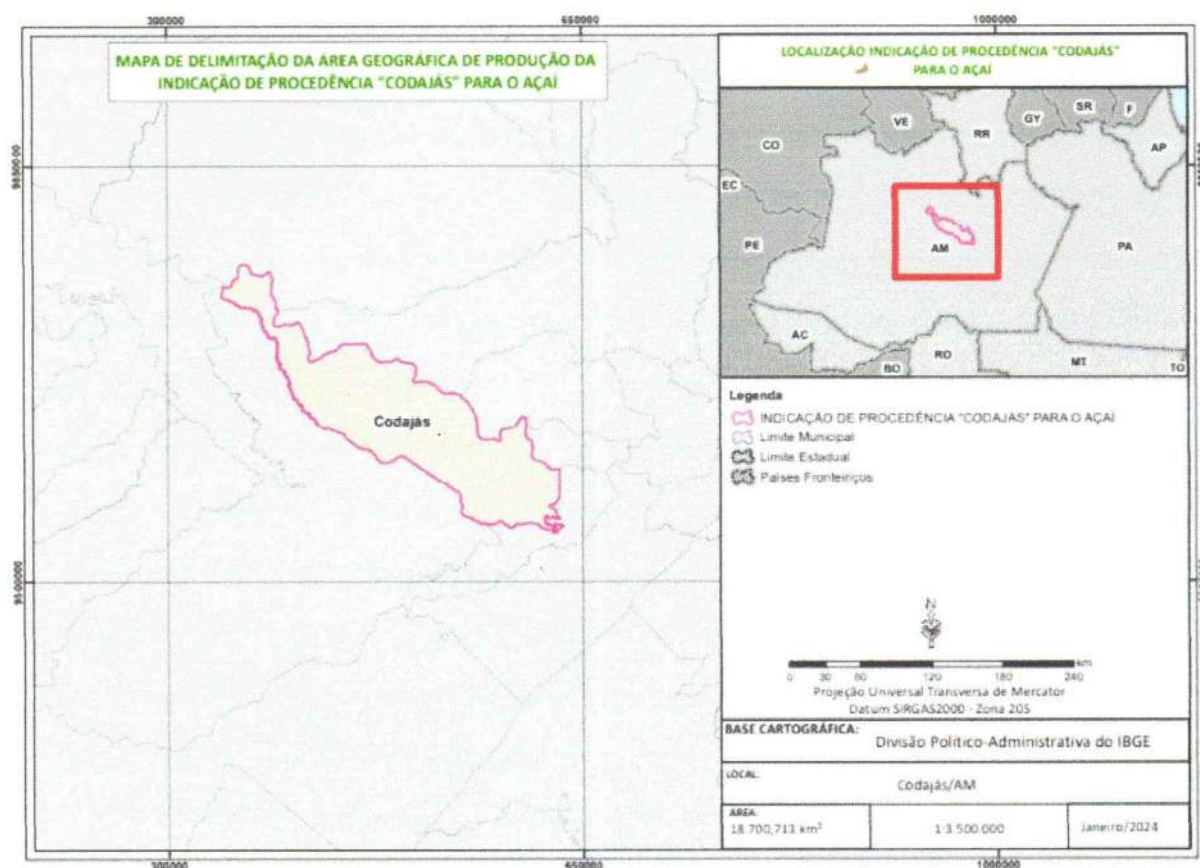 300000
650000
1000000
MAPA DE DELIMITAÇÃO DA ÁREA GEOGRÁFICA DE PRODUÇÃO DA
INDICAÇÃO DE PROCEDÊNCIA "CODAJÁS" PARA O AÇAÍ
LOCALIZAÇÃO INDICAÇÃO DE PROCEDÊNCIA "CODAJÁS"
PARA O AÇAÍ
CO
VE
RR
GY
SR
F
AP
EC
PE
AM
PA
AC
BO
RO
MT
TO
Codajás
Legenda
INDICAÇÃO DE PROCEDÊNCIA "CODAJÁS" PARA O AÇAÍ
Limite Municipal
Limite Estadual
Países Fronteiriços
N
0 30 60 120 180 240 km
Projeção Universal Transversa de Mercator
Datum SIRGAS2000 - Zona 20S
BASE CARTOGRÁFICA:
Divisão Político-Administrativa do IBGE
LOCAL:
Codajás/AM
ÁREA:
18.700,713 km²
1:3.500.000
Janeiro/2024
9850000
9500000
300000
650000
1000000